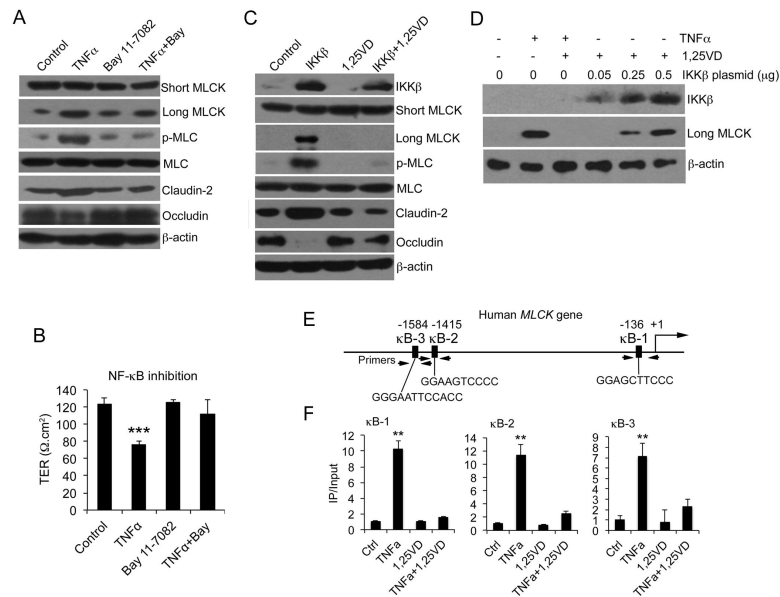 A
Control
TNFα
Bay 11-7082
TNFα+Bay
Short MLCK
Long MLCK
p-MLC
MLC
Claudin-2
Occludin
β-actin
C
Control
IKKβ
1,25VD
IKKβ+1,25VD
IKKβ
Short MLCK
Long MLCK
p-MLC
MLC
Claudin-2
Occludin
β-actin
D
- + + - - - TNFα
- - + + + + 1,25VD
0 0 0 0.05 0.25 0.5 IKKβ plasmid (μg)
IKKβ
Long MLCK
β-actin
B
NF-κB inhibition
TER (Ω.cm²)
140
120
100
80
60
40
20
0
***
Control
TNFα
Bay 11-7082
TNFα+Bay
E
Human MLCK gene
-1584 -1415 -136 +1
κB-3 κB-2 κB-1
Primers
GGAAGTCCCC
GGAGCTTCCC
GGGAATTCCACC
F
IP/Input
κB-1
12
10
8
6
4
2
0
**
Ctrl
TNFa
1,25VD
TNFa+1,25VD
κB-2
14
12
10
8
6
4
2
0
**
Ctrl
TNFa
1,25VD
TNFa+1,25VD
κB-3
9
8
7
6
5
4
3
2
1
0
**
Ctrl
TNFa
1,25VD
TNFa+1,25VD